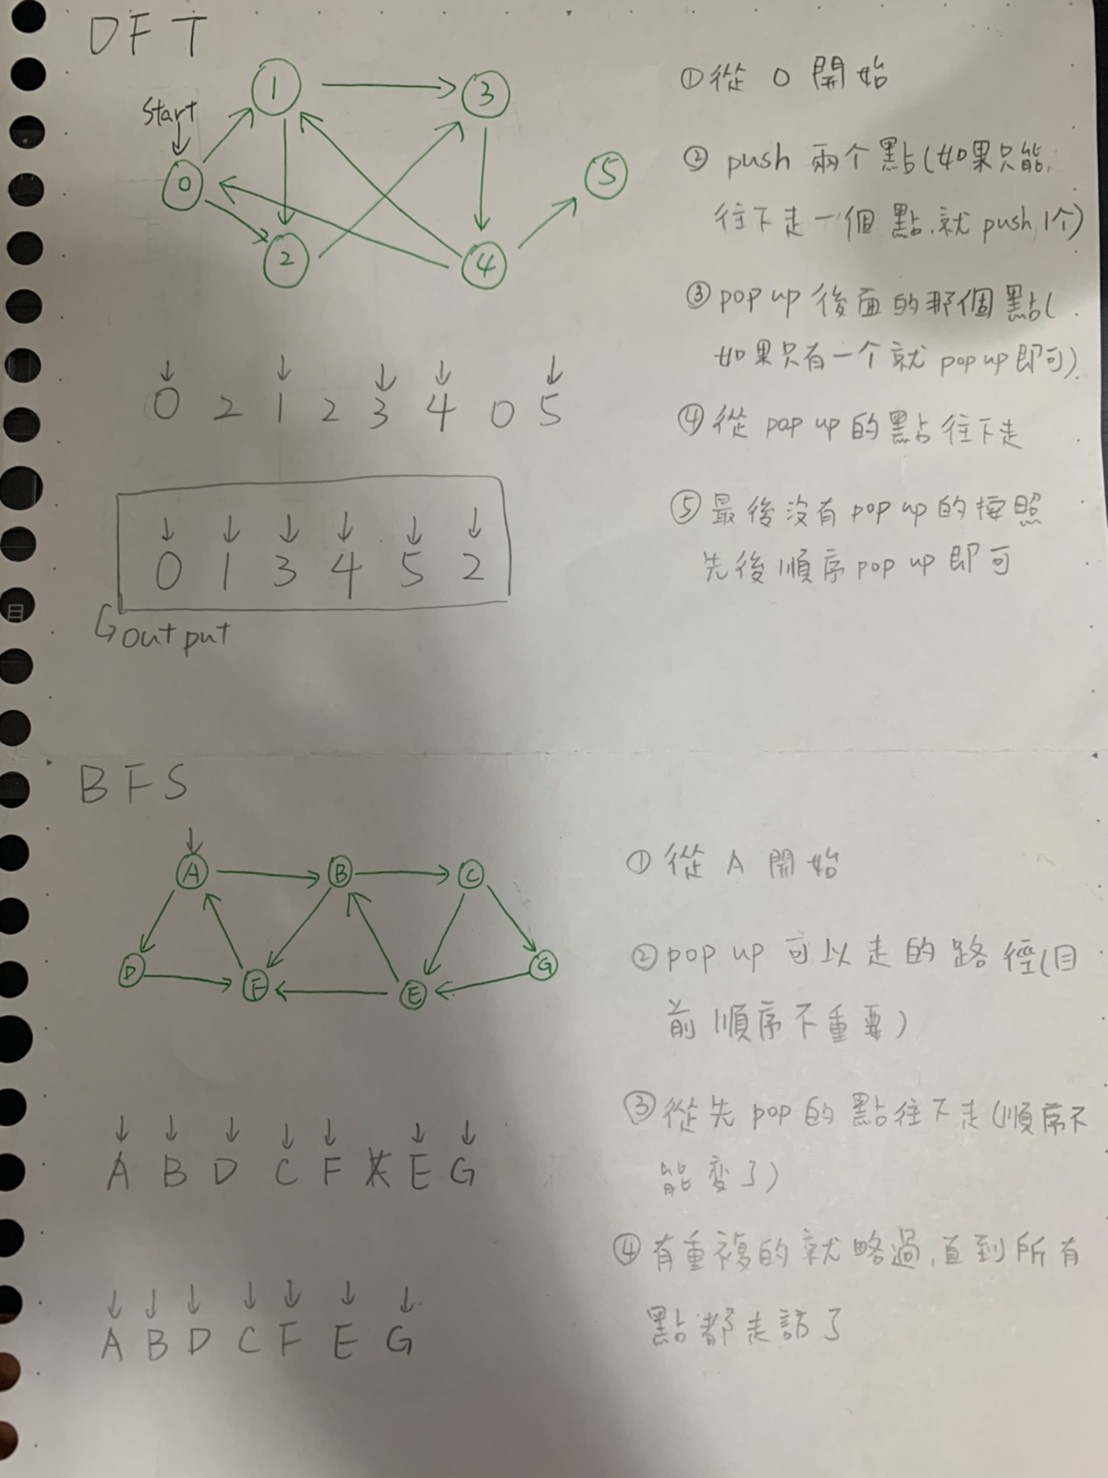 DFT
Start
1
3
0
5
2
4
0 2 1 2 3 4 0 5
0 1 3 4 5 2
output
①從 0 開始
② push 兩个點(如果只能
往下走一個點.就 push 1个)
③ pop up 後面的那個點(
如果只有一个就 pop up 即可).
④從 pop up 的點往下走
⑤最後沒有 pop up 的按照
先後順序 pop up 即可
目
BFS
A
B
C
D
F
E
G
A B D C F E G
A B D C F E G
①從 A 開始
② pop up 可以走的路徑(目
前順序不重要)
③從先 pop 的點往下走(順序不
能变了)
④有重複的就略過,直到所有
點都走訪了